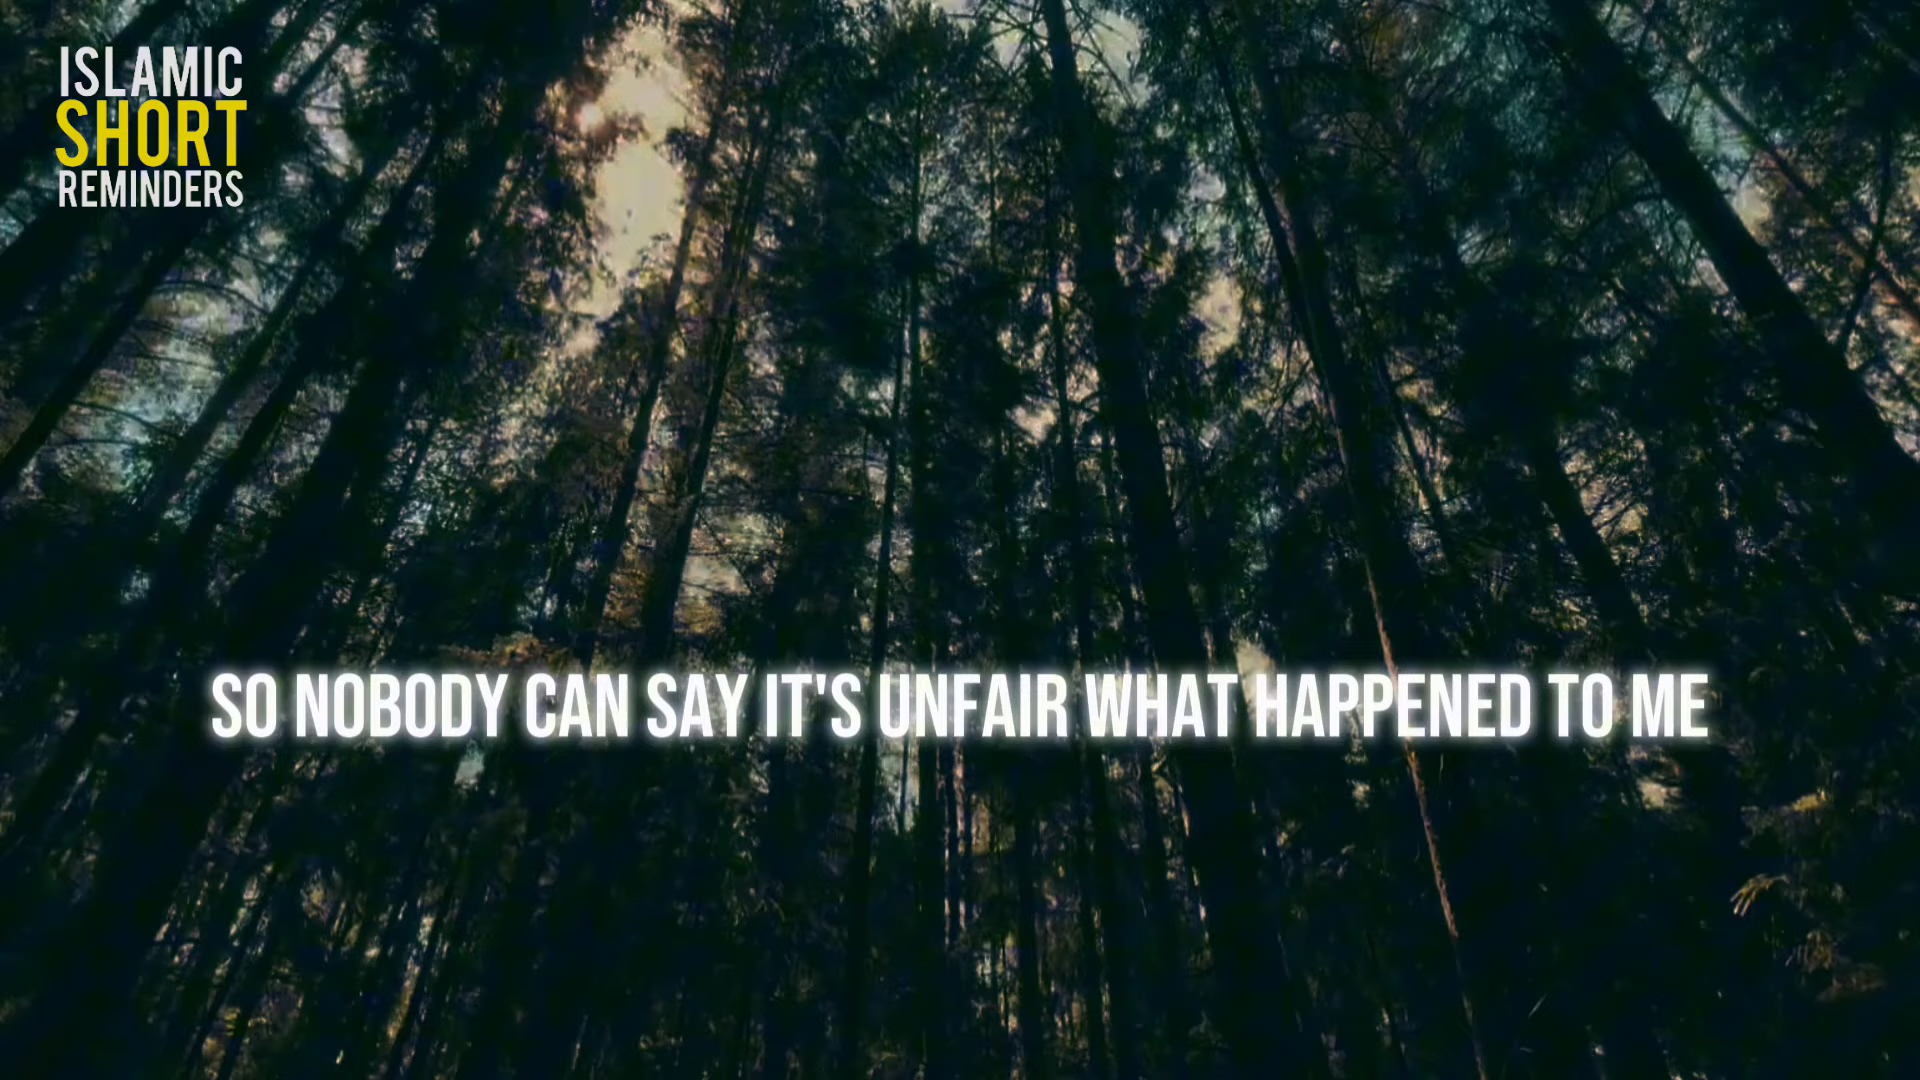 ISLAMIC
SHORT
REMINDERS
SO NOBODY CAN SAY IT'S UNFAIR WHAT HAPPENED TO ME